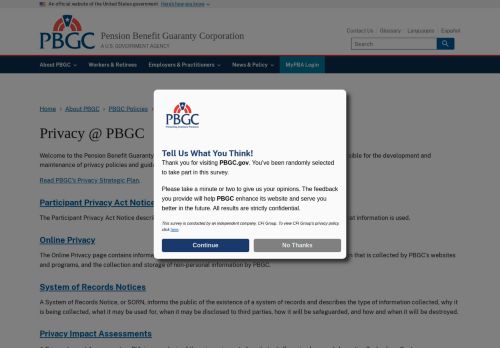 An official website of the United States government Here's how you know
PBGC
Pension Benefit Guaranty Corporation
A U.S. GOVERNMENT AGENCY
Contact Us Glossary Languages Español
Search
About PBGC Workers & Retirees Employers & Practitioners News & Policy MyPBA Login
Home › About PBGC › PBGC Policies
Privacy @ PBGC
Welcome to the Pension Benefit Guaranty
sible for the development and
maintenance of privacy policies and
Read PBGC's Privacy Strategic Plan.
Participant Privacy Act Notice
The Participant Privacy Act Notice
at information is used.
Online Privacy
The Online Privacy page contains
that is collected by PBGC's websites
and programs, and the collection and storage of non-personal information by PBGC.
System of Records Notices
A System of Records Notice, or SORN, informs the public of the existence of a system of records and describes the type of information collected, why it
is being collected, what it may be used for, when it may be disclosed to third parties, how it will be safeguarded, and how and when it will be destroyed.
Privacy Impact Assessments
PBGC
Protecting America's Pensions
Tell Us What You Think!
Thank you for visiting PBGC.gov. You've been randomly selected
to take part in this survey.
Please take a minute or two to give us your opinions. The feedback
you provide will help PBGC enhance its website and serve you
better in the future. All results are strictly confidential.
This survey is conducted by an independent company, CFI Group. To view CFI Group's privacy policy,
click here.
Continue No Thanks